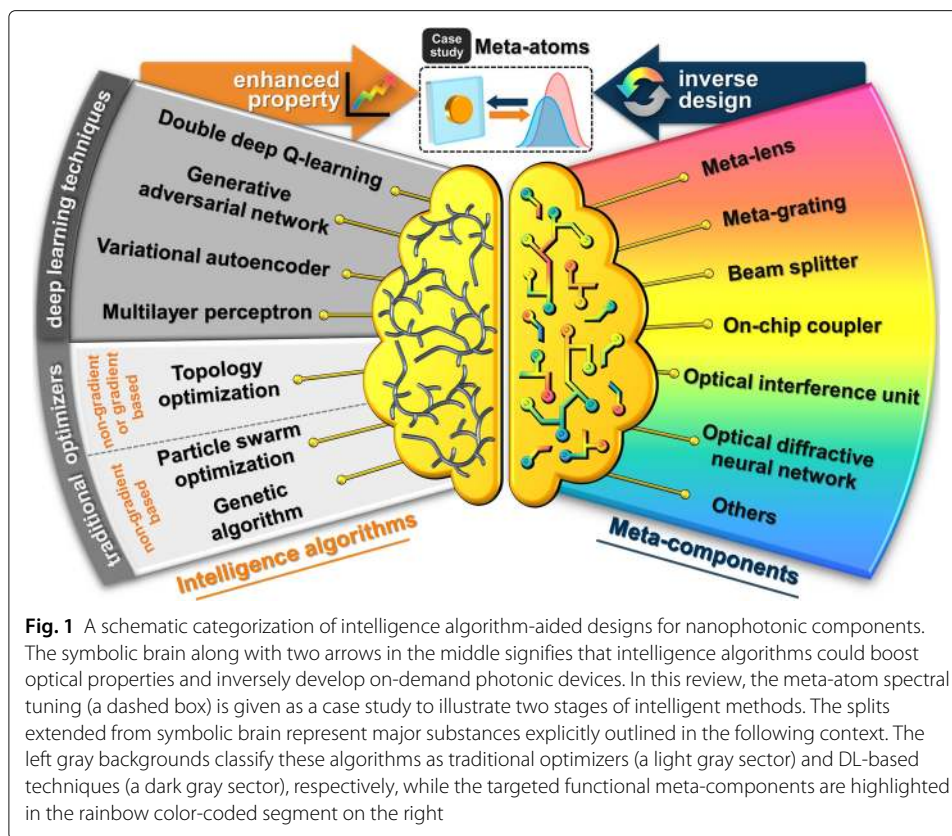 Case
study
Meta-atoms
enhanced
property
inverse
design
deep learning techniques
Double deep Q-learning
Generative
adversarial network
Variational autoencoder
Multilayer perceptron
traditional optimizers
non-gradient
or gradient
based
Topology
optimization
non-gradient
based
Particle swarm
optimization
Genetic
algorithm
Intelligence algorithms
Meta-lens
Meta-grating
Beam splitter
On-chip coupler
Optical interference unit
Optical diffractive
neural network
Others
Meta-components
Fig. 1 A schematic categorization of intelligence algorithm-aided designs for nanophotonic components.
The symbolic brain along with two arrows in the middle signifies that intelligence algorithms could boost
optical properties and inversely develop on-demand photonic devices. In this review, the meta-atom spectral
tuning (a dashed box) is given as a case study to illustrate two stages of intelligent methods. The splits
extended from symbolic brain represent major substances explicitly outlined in the following context. The
left gray backgrounds classify these algorithms as traditional optimizers (a light gray sector) and DL-based
techniques (a dark gray sector), respectively, while the targeted functional meta-components are highlighted
in the rainbow color-coded segment on the right